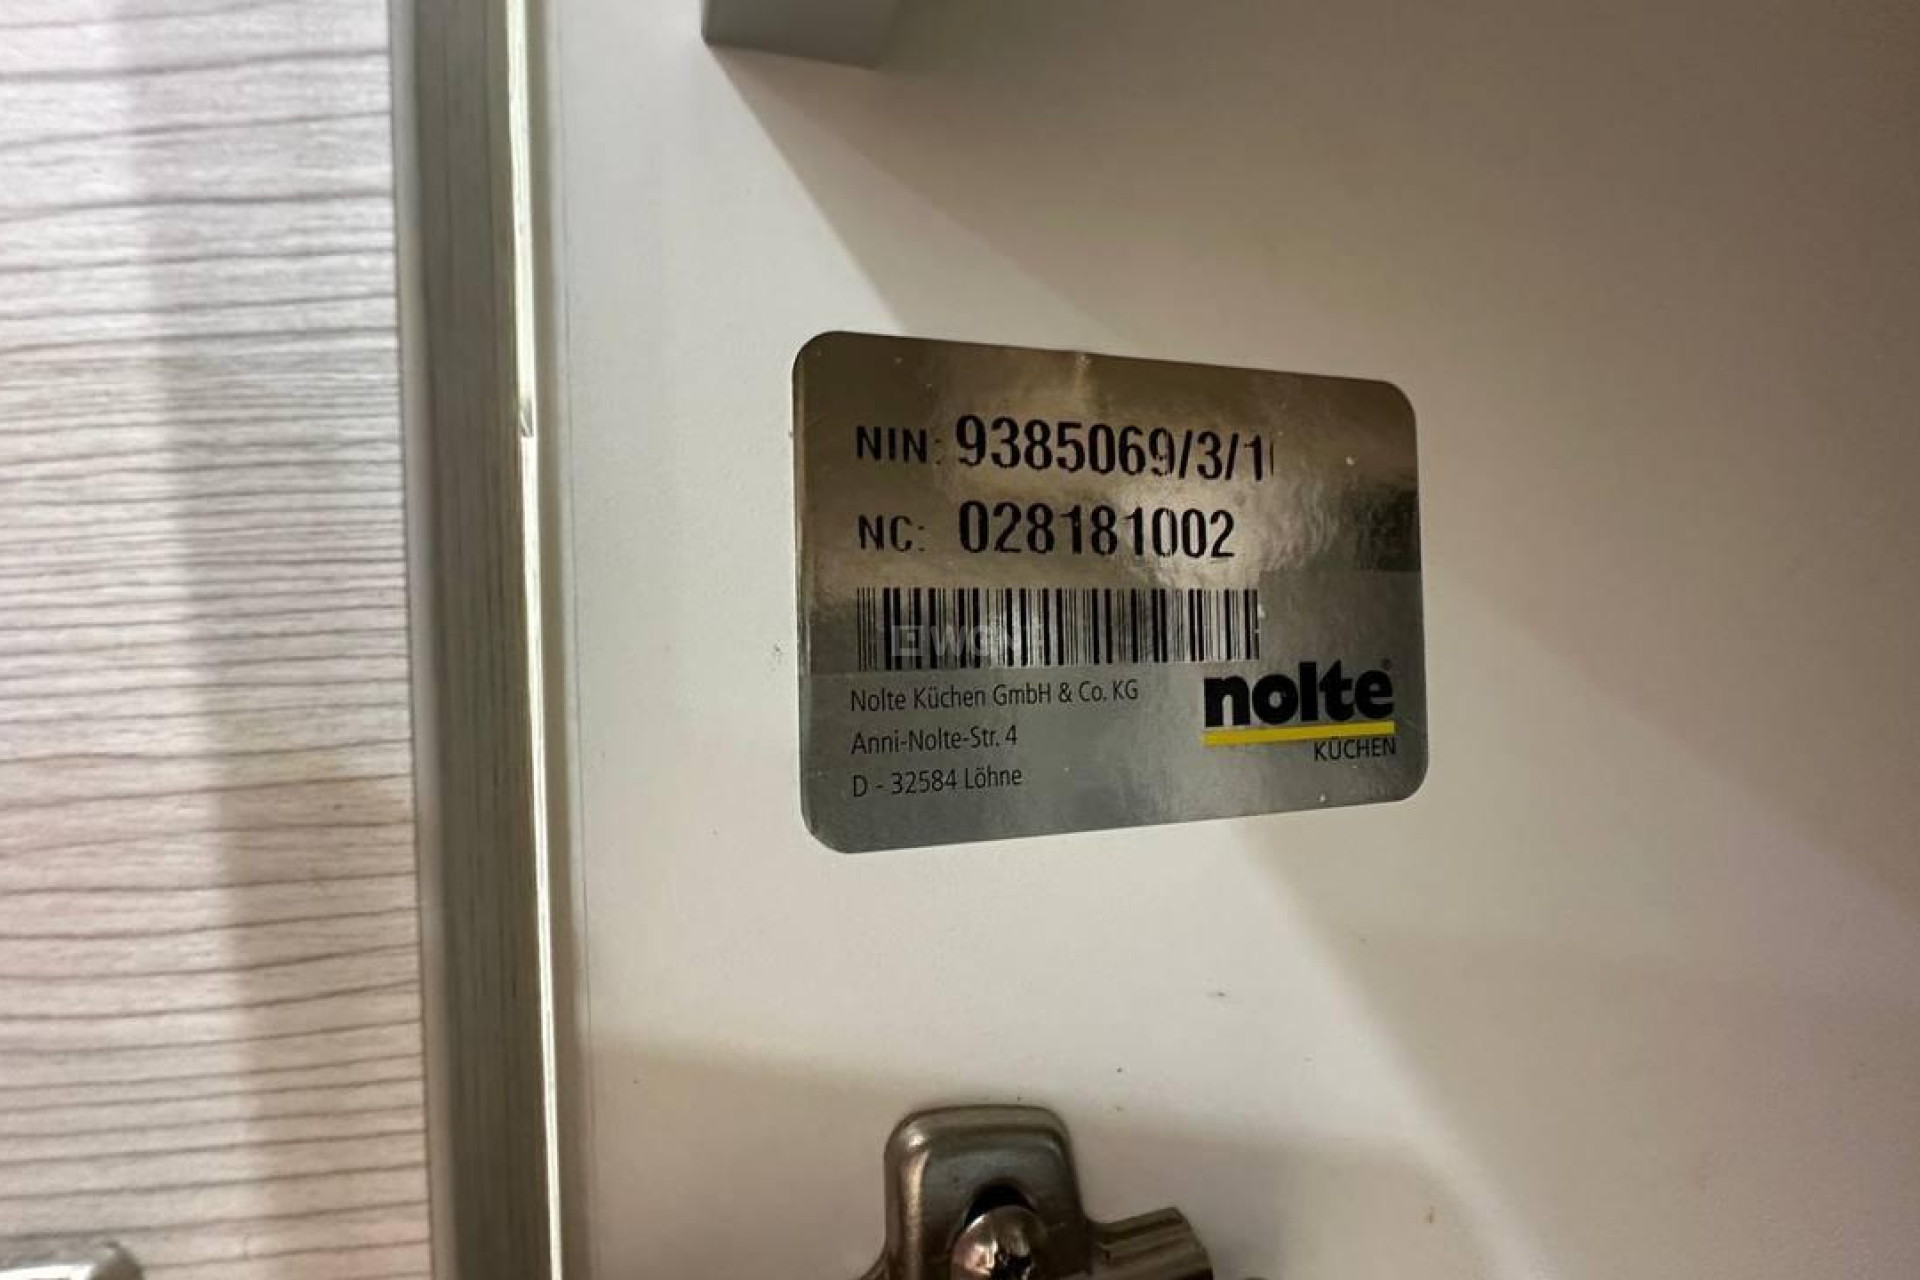 NIN: 9385069/3/1
NC: 028181002
EWGN
Nolte Küchen GmbH & Co. KG
Anni-Nolte-Str. 4
D - 32584 Löhne
nolte®
KÜCHEN